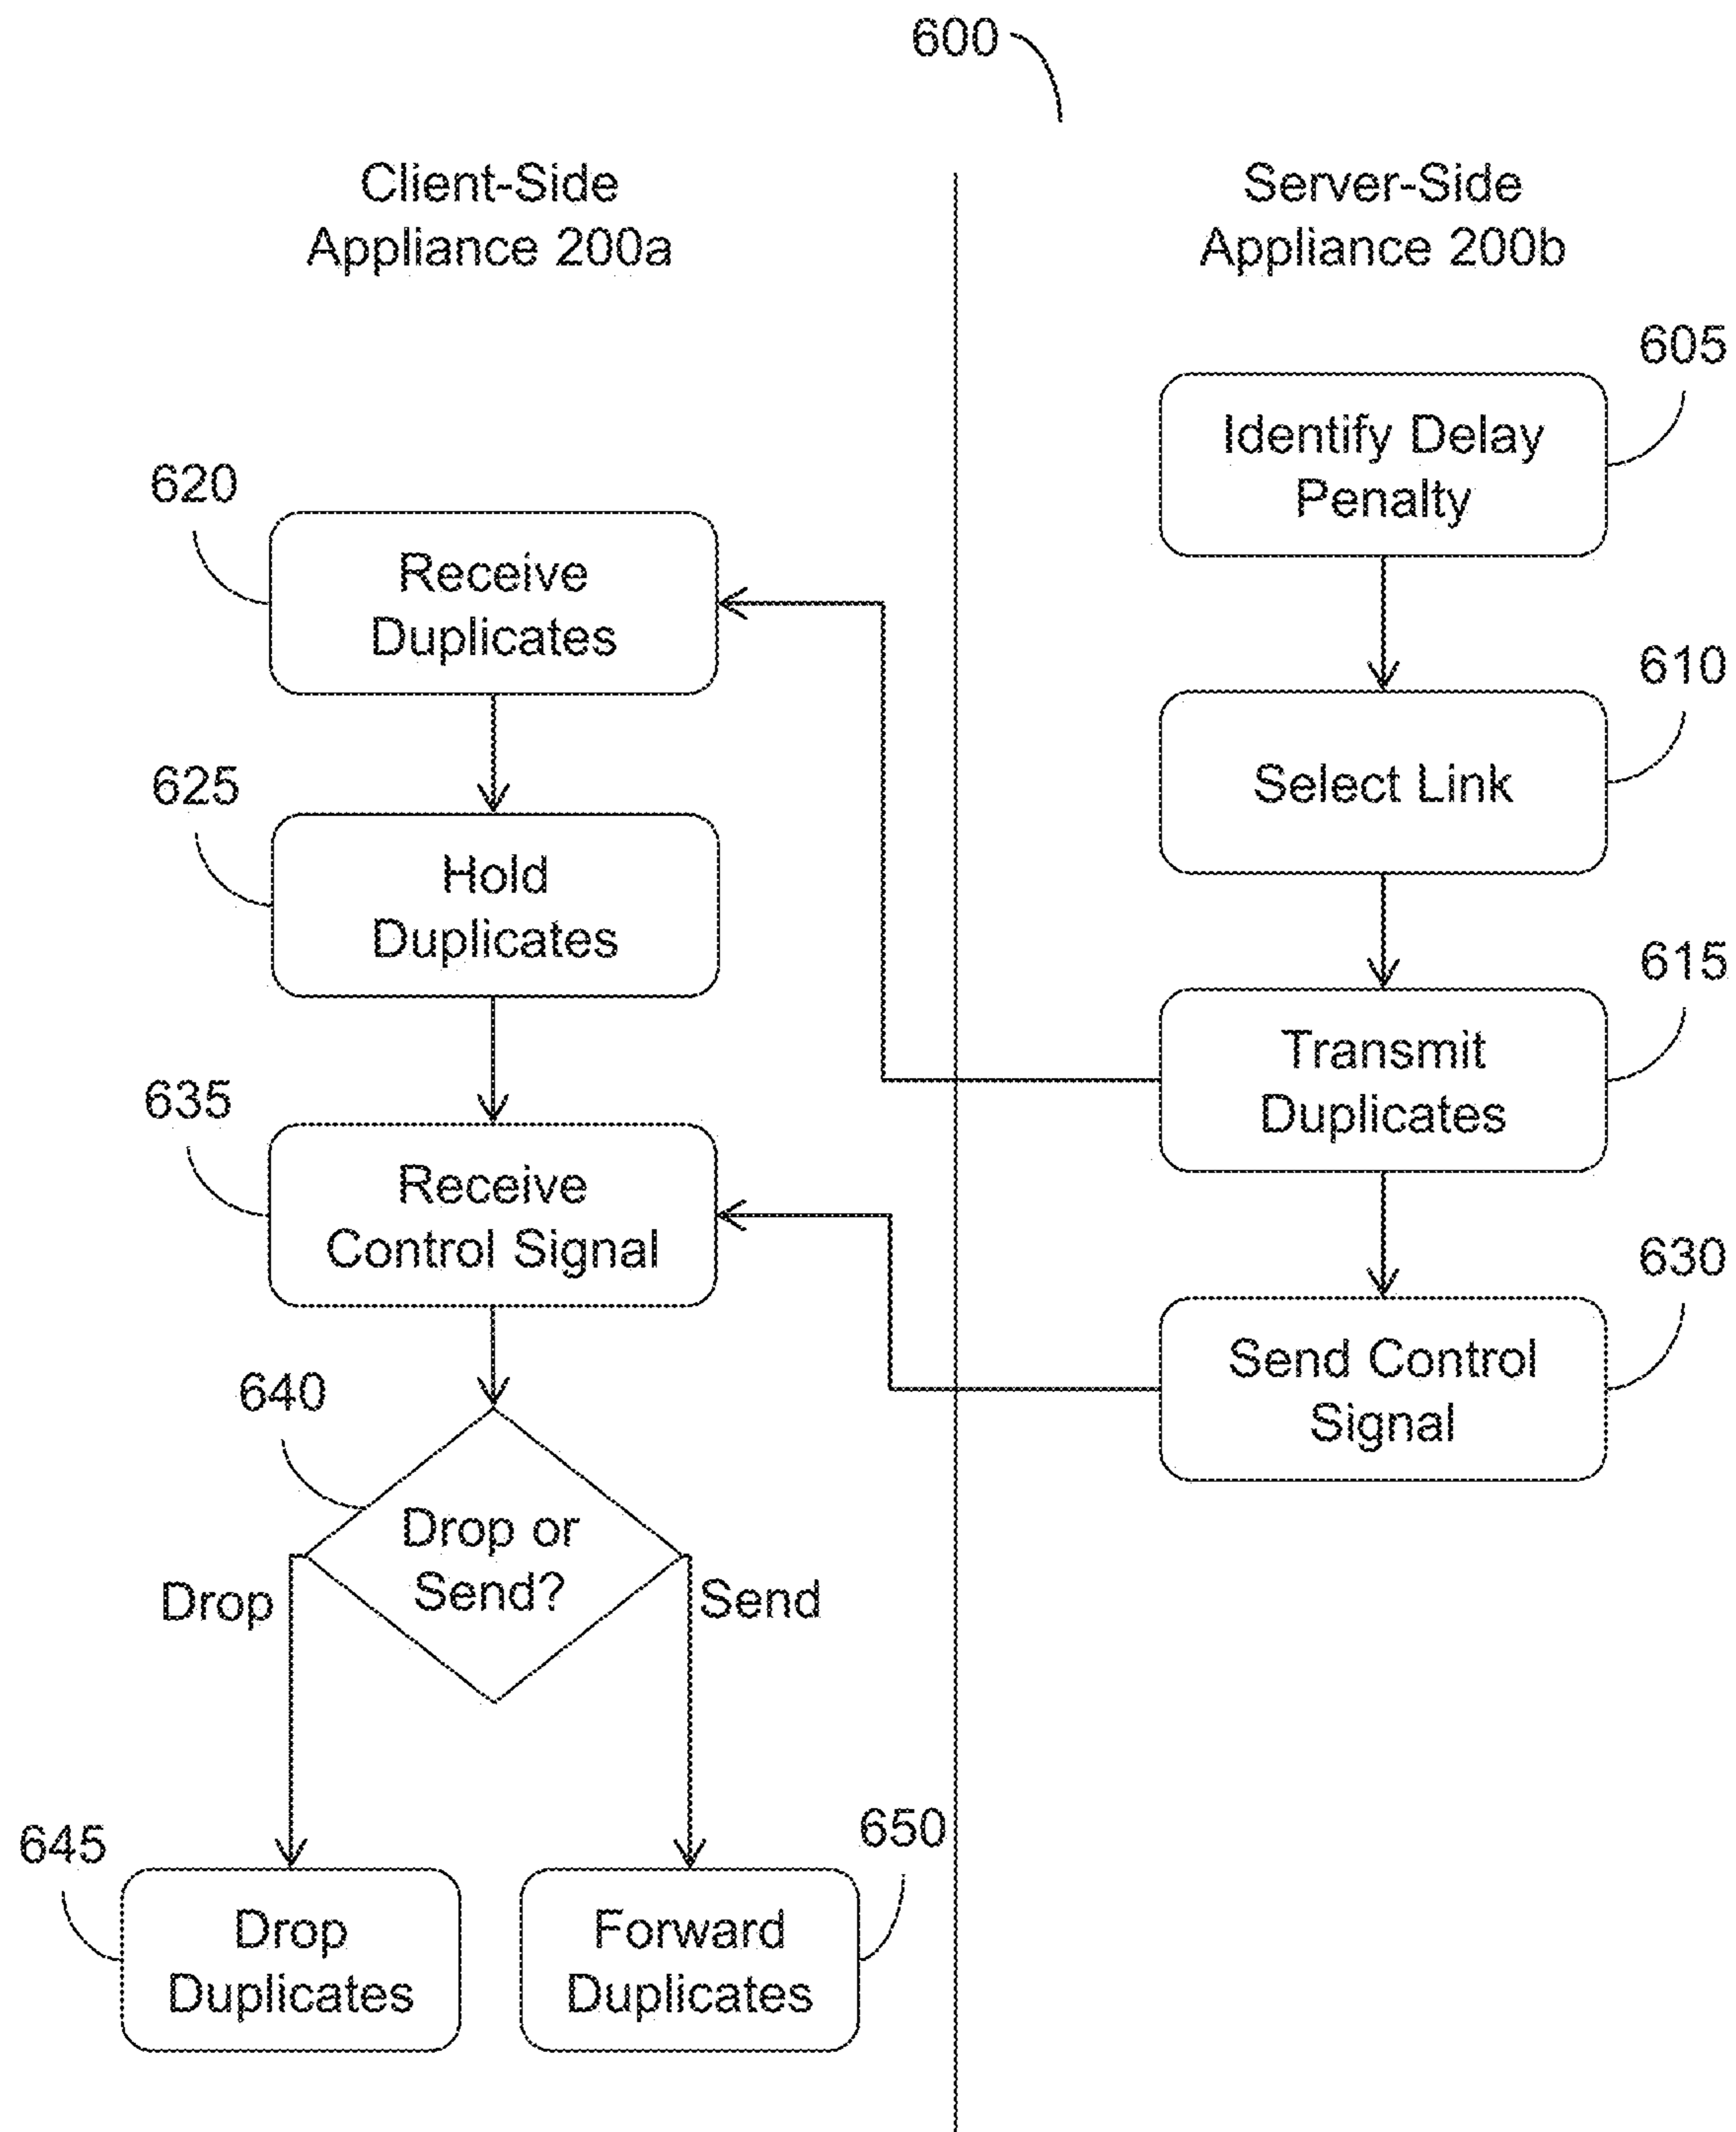 600
Client-Side
Appliance 200a
Server-Side
Appliance 200b
605
Identify Delay
Penalty
620
Receive
Duplicates
610
Select Link
625
Hold
Duplicates
615
Transmit
Duplicates
635
Receive
Control Signal
630
Send Control
Signal
640
Drop or
Send?
Drop
Send
645
Drop
Duplicates
650
Forward
Duplicates